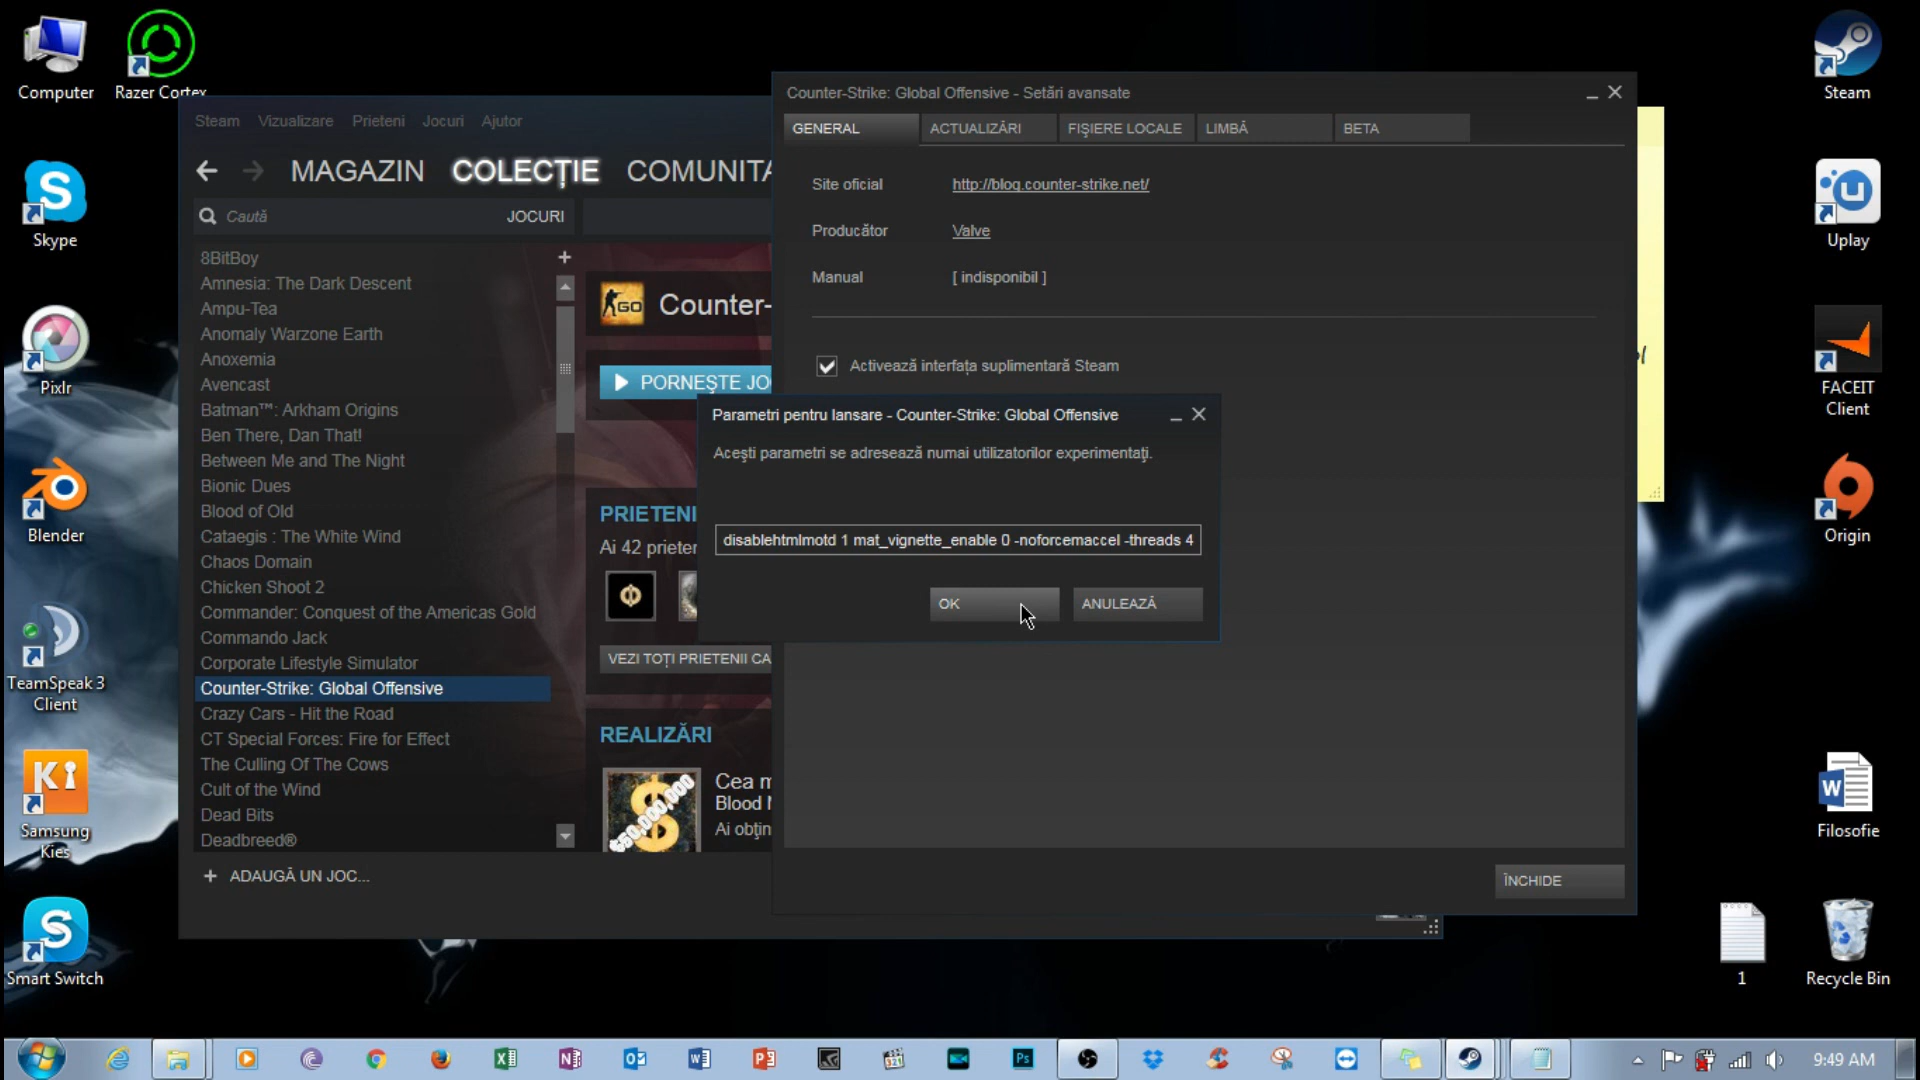 Computer
Razer Cortex
Skype
Pixlr
Blender
TeamSpeak 3
Client
Samsung
Kies
Smart Switch
Steam Vizualizare Prieteni Jocuri Ajutor
MAGAZIN COLECȚIE COMUNITA
Caută JOCURI
8BitBoy
Amnesia: The Dark Descent
Ampu-Tea
Anomaly Warzone Earth
Anoxemia
Avencast
Batman™: Arkham Origins
Ben There, Dan That!
Between Me and The Night
Bionic Dues
Blood of Old
Cataegis : The White Wind
Chaos Domain
Chicken Shoot 2
Commander: Conquest of the Americas Gold
Commando Jack
Corporate Lifestyle Simulator
Counter-Strike: Global Offensive
Crazy Cars - Hit the Road
CT Special Forces: Fire for Effect
The Culling Of The Cows
Cult of the Wind
Dead Bits
Deadbreed®
+ ADAUGĂ UN JOC...
GO
Counter-
PORNEȘTE JO
PRIETENI
Ai 42 prieten
VEZI TOȚI PRIETENII CA
REALIZĂRI
$50,000,000
Cea m
Blood M
Ai obțin
Counter-Strike: Global Offensive - Setări avansate
GENERAL ACTUALIZĂRI FIȘIERE LOCALE LIMBĂ BETA
Site oficial http://blog.counter-strike.net/
Producător Valve
Manual [ indisponibil ]
Activează interfața suplimentară Steam
Parametri pentru lansare - Counter-Strike: Global Offensive
Acești parametri se adresează numai utilizatorilor experimentați.
disablehtmlmotd 1 mat_vignette_enable 0 -noforcemaccel -threads 4
OK ANULEAZĂ
ÎNCHIDE
Steam
Uplay
FACEIT
Client
Origin
Filosofie
1
Recycle Bin
9:49 AM